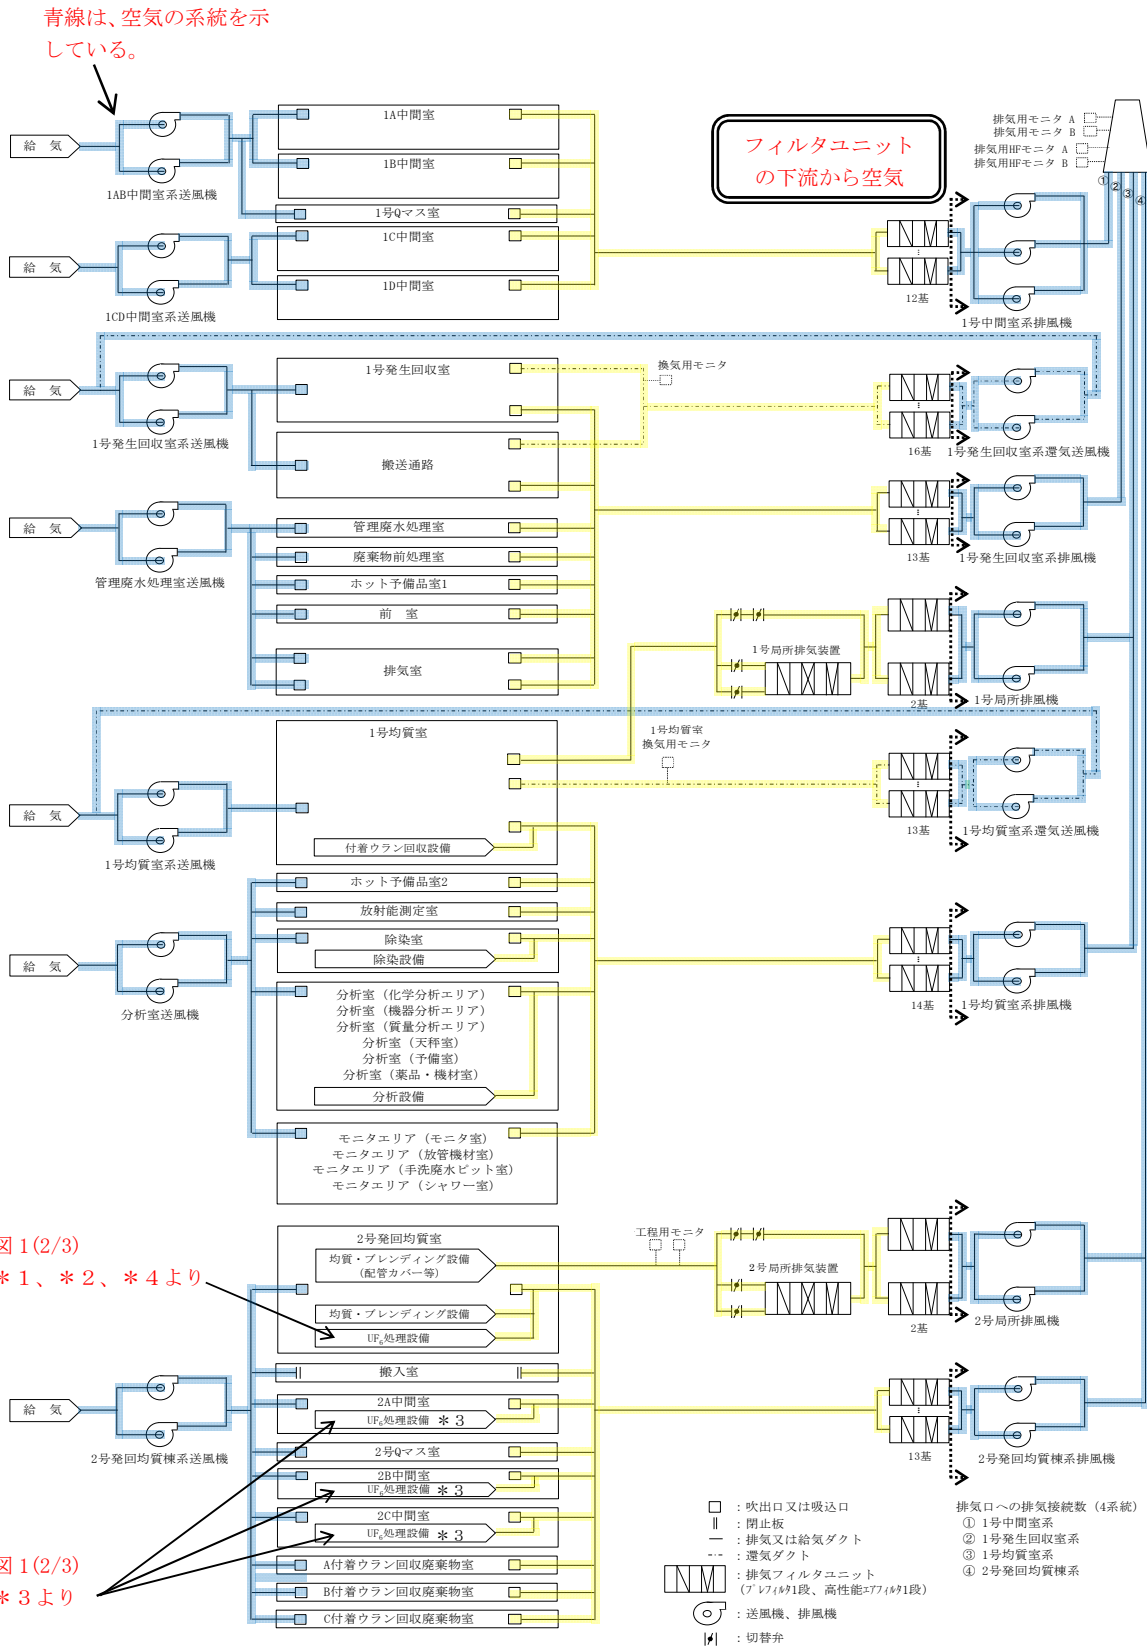 青線は、空気の系統を示
している。
フィルタユニット
の下流から空気
排気用モニタ A
排気用モニタ B
排気用HFモニタ A
排気用HFモニタ B
①
②
③
④
給　気
1AB中間室系送風機
1A中間室
1B中間室
1号Qマス室
給　気
1CD中間室系送風機
1C中間室
1D中間室
12基
1号中間室系排風機
給　気
1号発生回収室系送風機
1号発生回収室
搬送通路
換気用モニタ
16基
1号発生回収室系還気送風機
給　気
管理廃水処理室送風機
管理廃水処理室
廃棄物前処理室
ホット予備品室1
前　室
排気室
13基
1号発生回収室系排風機
1号局所排気装置
2基
1号局所排風機
給　気
1号均質室系送風機
1号均質室
付着ウラン回収設備
1号均質室
換気用モニタ
13基
1号均質室系還気送風機
給　気
分析室送風機
ホット予備品室2
放射能測定室
除染室
除染設備
分析室（化学分析エリア）
分析室（機器分析エリア）
分析室（質量分析エリア）
分析室（天秤室）
分析室（予備室）
分析室（薬品・機材室）
分析設備
モニタエリア（モニタ室）
モニタエリア（放管機材室）
モニタエリア（手洗廃水ピット室）
モニタエリア（シャワー室）
14基
1号均質室系排風機
図1(2/3)
＊1、＊2、＊4より
2号発回均質室
均質・ブレンディング設備
(配管カバー等)
均質・ブレンディング設備
UF₆処理設備
工程用モニタ
2号局所排気装置
2基
2号局所排風機
搬入室
給　気
2号発回均質棟系送風機
2A中間室
UF₆処理設備 ＊3
2号Qマス室
2B中間室
UF₆処理設備 ＊3
2C中間室
UF₆処理設備 ＊3
A付着ウラン回収廃棄物室
B付着ウラン回収廃棄物室
C付着ウラン回収廃棄物室
13基
2号発回均質棟系排風機
図1(2/3)
＊3より
：吹出口又は吸込口
：閉止板
：排気又は給気ダクト
：還気ダクト
：排気フィルタユニット
(プレフィルタ1段、高性能エアフィルタ1段)
：送風機、排風機
：切替弁
排気口への排気接続数（4系統）
① 1号中間室系
② 1号発生回収室系
③ 1号均質室系
④ 2号発回均質棟系